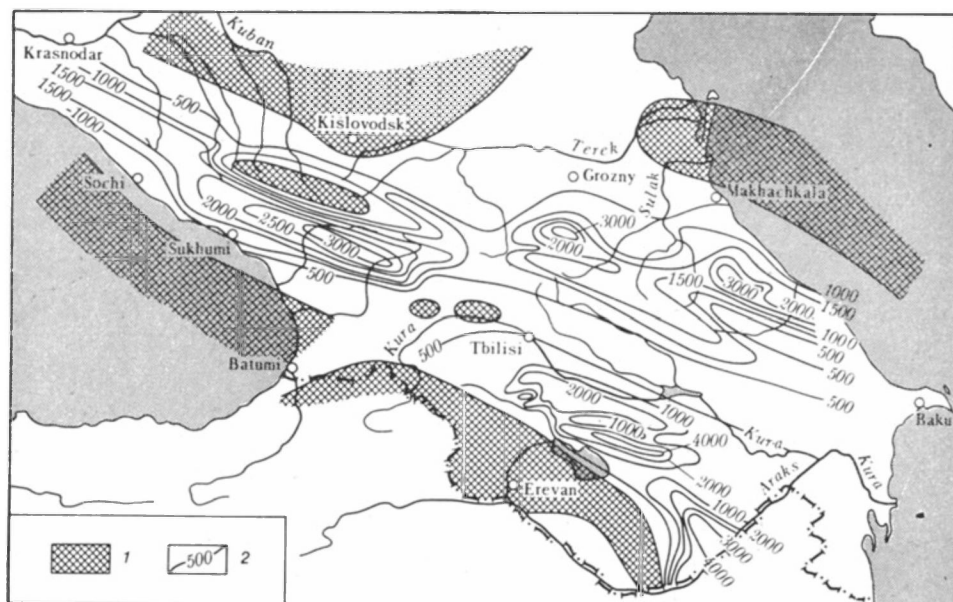 Krasnodar
Kuban
1500
1000
500
1500
1000
Kislovodsk
Terek
Grozny
Sulak
Makhachkala
Sochi
2000
2500
3000
Sukhumi
500
3000
2000
1500
3000
2000
1000
1500
1000
500
500
Kura
500
Tbilisi
Batumi
2000
1000
1000
4000
Kura
Baku
Kura
Araks
2000
1000
2000
3000
4000
Erevan
1
500
2